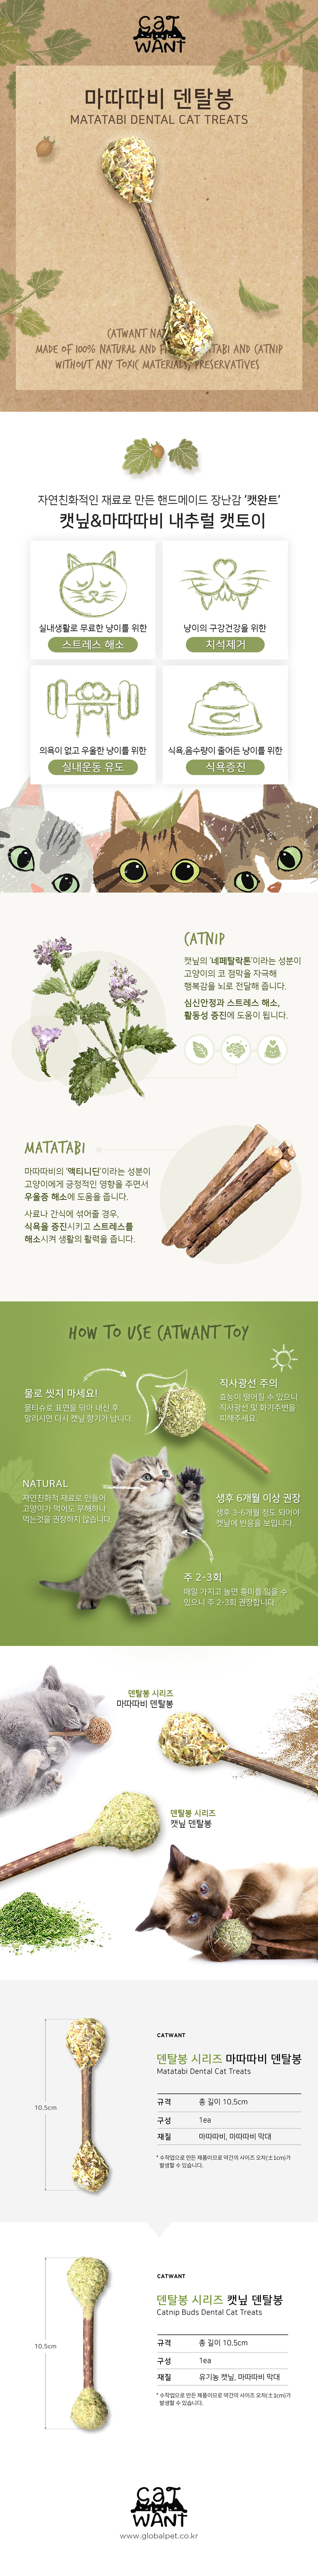 CAT
WANT
마따따비 덴탈봉
MATATABI DENTAL CAT TREATS
CATWANT NA
MADE OF 100% NATURAL AND F TABI AND CATNIP
WITHOUT ANY TOXIC MATERIALS, PRESERVATIVES
자연친화적인 재료로 만든 핸드메이드 장난감 '캣완트'
캣닢&마따따비 내추럴 캣토이
실내생활로 무료한 냥이를 위한
스트레스 해소
냥이의 구강건강을 위한
치석제거
의욕이 없고 우울한 냥이를 위한
실내운동 유도
식욕,음수량이 줄어든 냥이를 위한
식욕증진
CATNIP
캣닢의 '네페탈락톤'이라는 성분이
고양이의 코 점막을 자극해
행복감을 뇌로 전달해 줍니다.
심신안정과 스트레스 해소,
활동성 증진에 도움이 됩니다.
MATATABI
마따따비의 '액티니딘'이라는 성분이
고양이에게 긍정적인 영향을 주면서
우울증 해소에 도움을 줍니다.
사료나 간식에 섞어줄 경우,
식욕을 증진시키고 스트레스를
해소시켜 생활의 활력을 줍니다.
HOW TO USE CATWANT TOY
직사광선 주의
효능이 떨어질 수 있으니
직사광선 및 화기주변을
피해주세요.
물로 씻지 마세요!
물티슈로 표면을 닦아 내신 후
말리시면 다시 캣닢 향기가 납니다.
NATURAL
자연친화적 재료로 만들어
고양이가 먹어도 무해하나
먹는것을 권장하지 않습니다.
생후 6개월 이상 권장
생후 3-6개월 정도 되어야
캣닢에 반응을 보입니다.
주 2-3회
매일 가지고 놀면 흥미를 잃을 수
있으니 주 2-3회 권장합니다.
덴탈봉 시리즈
마따따비 덴탈봉
덴탈봉 시리즈
캣닢 덴탈봉
CATWANT
덴탈봉 시리즈 마따따비 덴탈봉
Matatabi Dental Cat Treats
10.5cm
규격 총 길이 10.5cm
구성 1ea
재질 마따따비, 마따따비 막대
* 수작업으로 만든 제품이므로 약간의 사이즈 오차(±1cm)가
발생할 수 있습니다.
CATWANT
덴탈봉 시리즈 캣닢 덴탈봉
Catnip Buds Dental Cat Treats
10.5cm
규격 총 길이 10.5cm
구성 1ea
재질 유기농 캣닢, 마따따비 막대
* 수작업으로 만든 제품이므로 약간의 사이즈 오차(±1cm)가
발생할 수 있습니다.
CAT
WANT
www.globalpet.co.kr